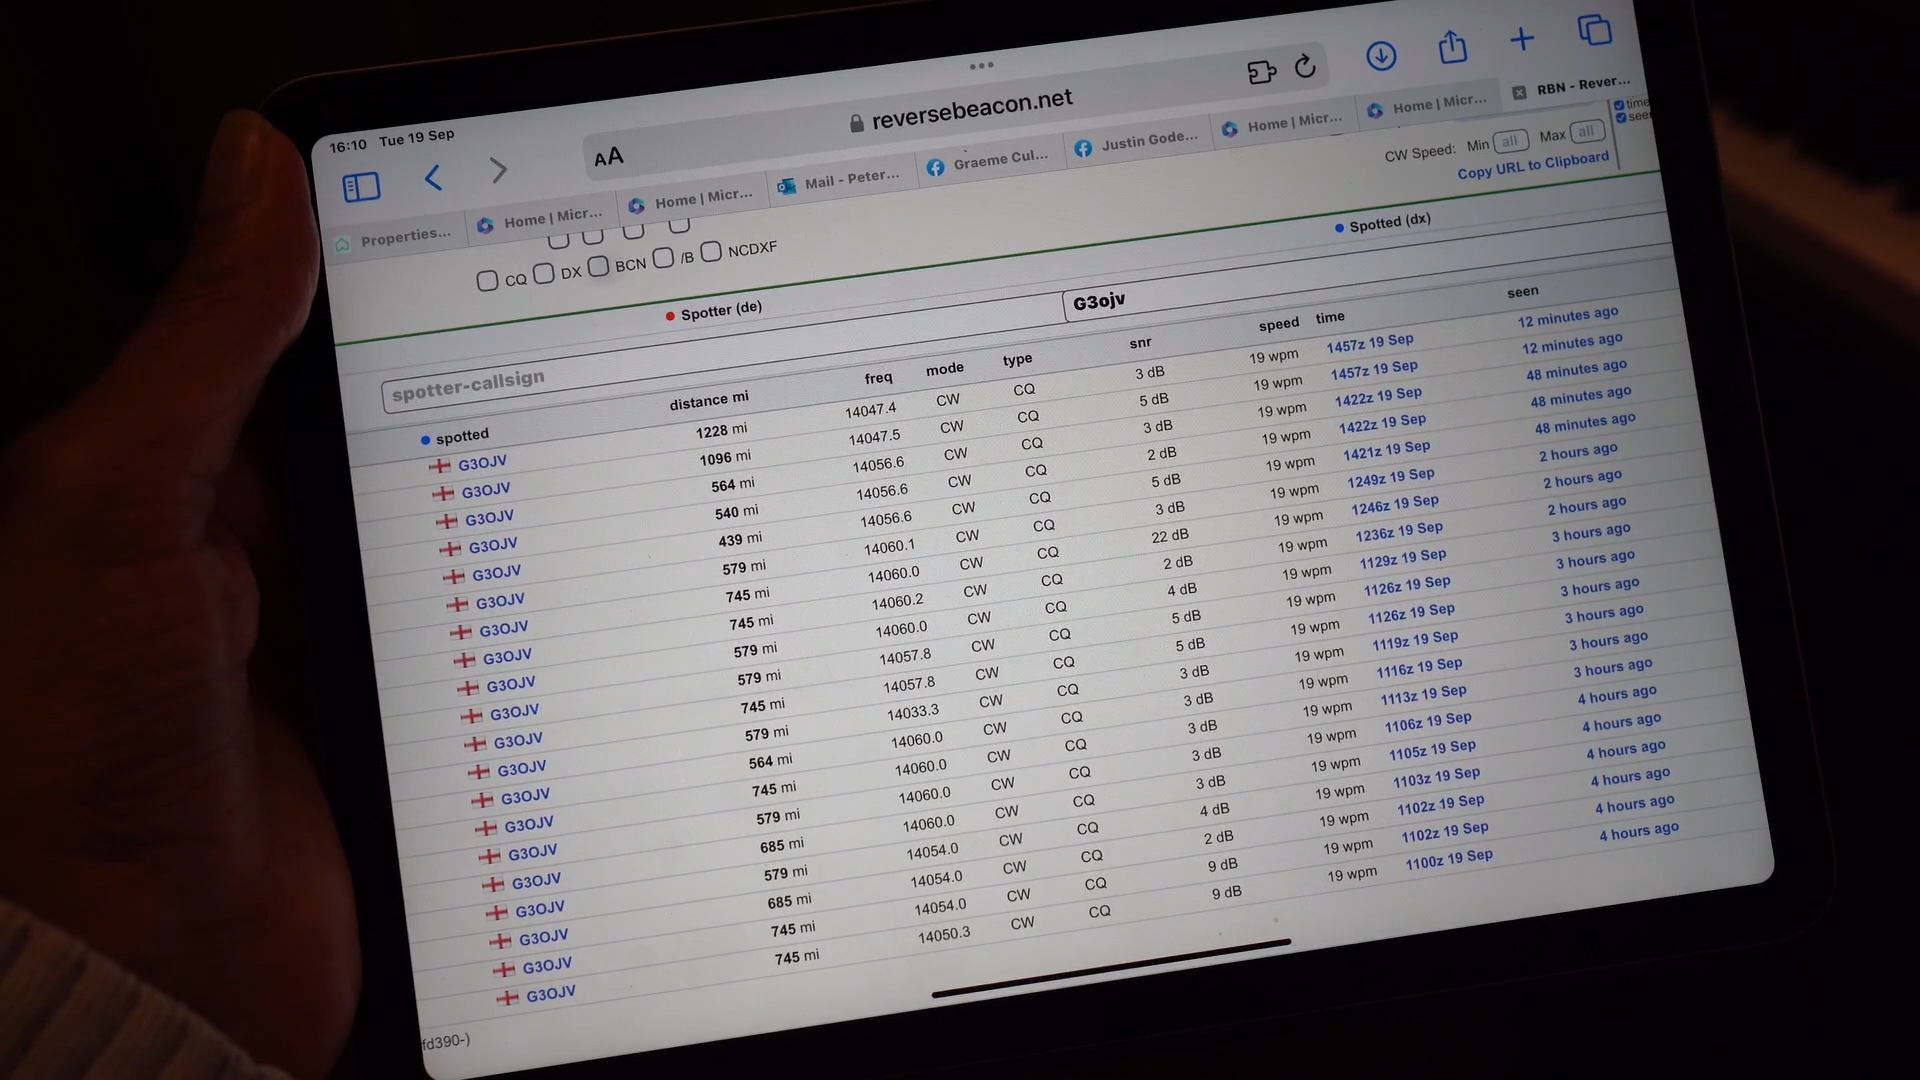 16:10 Tue 19 Sep
AA reversebeacon.net
Properties... Home | Micr... Home | Micr... Mail - Peter... Graeme Cul... Justin Gode... Home | Micr... Home | Micr... RBN - Rever...
time
CW Speed: Min all Max all
Copy URL to Clipboard
CQ DX BCN /B NCDXF
Spotter (de) Spotted (dx)
spotter-callsign G3ojv
spotted distance mi freq mode type snr speed time seen
G3OJV 1228 mi 14047.4 CW CQ 3 dB 19 wpm 1457z 19 Sep 12 minutes ago
G3OJV 1096 mi 14047.5 CW CQ 5 dB 19 wpm 1457z 19 Sep 12 minutes ago
G3OJV 564 mi 14056.6 CW CQ 3 dB 19 wpm 1422z 19 Sep 48 minutes ago
G3OJV 540 mi 14056.6 CW CQ 2 dB 19 wpm 1422z 19 Sep 48 minutes ago
G3OJV 439 mi 14056.6 CW CQ 5 dB 19 wpm 1421z 19 Sep 48 minutes ago
G3OJV 579 mi 14060.1 CW CQ 3 dB 19 wpm 1249z 19 Sep 2 hours ago
G3OJV 745 mi 14060.0 CW CQ 22 dB 19 wpm 1246z 19 Sep 2 hours ago
G3OJV 745 mi 14060.2 CW CQ 2 dB 19 wpm 1236z 19 Sep 2 hours ago
G3OJV 579 mi 14060.0 CW CQ 4 dB 19 wpm 1129z 19 Sep 3 hours ago
G3OJV 579 mi 14057.8 CW CQ 5 dB 19 wpm 1126z 19 Sep 3 hours ago
G3OJV 745 mi 14057.8 CW CQ 5 dB 19 wpm 1126z 19 Sep 3 hours ago
G3OJV 579 mi 14033.3 CW CQ 3 dB 19 wpm 1119z 19 Sep 3 hours ago
G3OJV 564 mi 14060.0 CW CQ 3 dB 19 wpm 1116z 19 Sep 3 hours ago
G3OJV 745 mi 14060.0 CW CQ 3 dB 19 wpm 1113z 19 Sep 3 hours ago
G3OJV 579 mi 14060.0 CW CQ 3 dB 19 wpm 1106z 19 Sep 4 hours ago
G3OJV 685 mi 14060.0 CW CQ 3 dB 19 wpm 1105z 19 Sep 4 hours ago
G3OJV 579 mi 14054.0 CW CQ 4 dB 19 wpm 1103z 19 Sep 4 hours ago
G3OJV 685 mi 14054.0 CW CQ 2 dB 19 wpm 1102z 19 Sep 4 hours ago
G3OJV 745 mi 14054.0 CW CQ 9 dB 19 wpm 1102z 19 Sep 4 hours ago
G3OJV 745 mi 14050.3 CW CQ 9 dB 19 wpm 1100z 19 Sep 4 hours ago
fd390-)